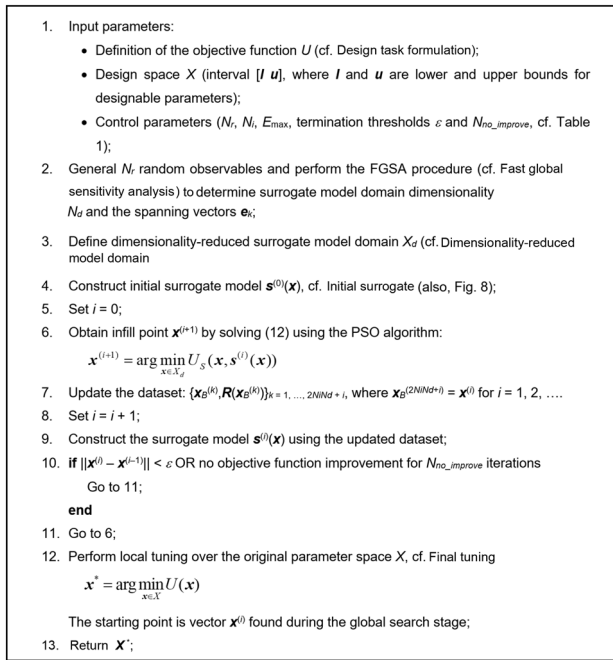 1. Input parameters:
• Definition of the objective function U (cf. Design task formulation);
• Design space X (interval [l u], where l and u are lower and upper bounds for
designable parameters);
• Control parameters (Nr, Ni, Emax, termination thresholds ε and Nno_improve, cf. Table
1);
2. General Nr random observables and perform the FGSA procedure (cf. Fast global
sensitivity analysis) to determine surrogate model domain dimensionality
Nd and the spanning vectors ek;
3. Define dimensionality-reduced surrogate model domain Xd (cf. Dimensionality-reduced
model domain
4. Construct initial surrogate model s(0)(x), cf. Initial surrogate (also, Fig. 8);
5. Set i = 0;
6. Obtain infill point x(i+1) by solving (12) using the PSO algorithm:
x(i+1) = arg min x∈Xd US(x, s(i)(x))
7. Update the dataset: {xB(k),R(xB(k))}k = 1, …, 2NiNd + i, where xB(2NiNd+i) = x(i) for i = 1, 2, ….
8. Set i = i + 1;
9. Construct the surrogate model s(i)(x) using the updated dataset;
10. if ||x(i) – x(i–1)|| < ε OR no objective function improvement for Nno_improve iterations
Go to 11;
end
11. Go to 6;
12. Perform local tuning over the original parameter space X, cf. Final tuning
x* = arg min x∈X U(x)
The starting point is vector x(i) found during the global search stage;
13. Return X*;